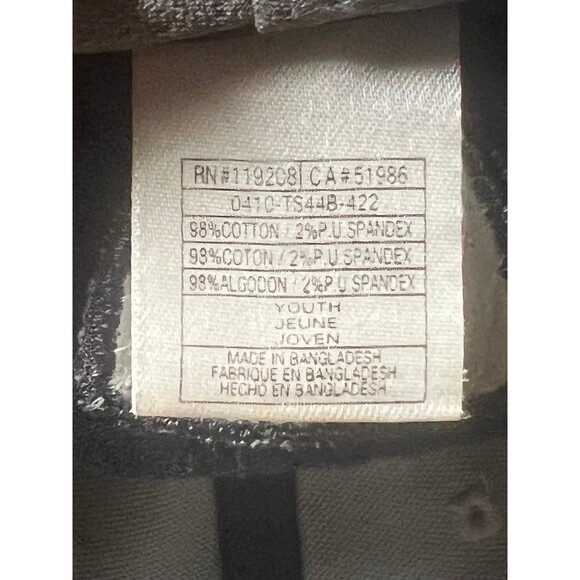 RN#119208 CA#51986
0410-TS44B-422
98%COTTON / 2%P.U SPANDEX
98%COTON / 2%P.U SPANDEX
98%ALGODON / 2%P.U SPANDEX
YOUTH
JEUNE
JOVEN
MADE IN BANGLADESH
FABRIQUE EN BANGLADESH
HECHO EN BANGLADESH